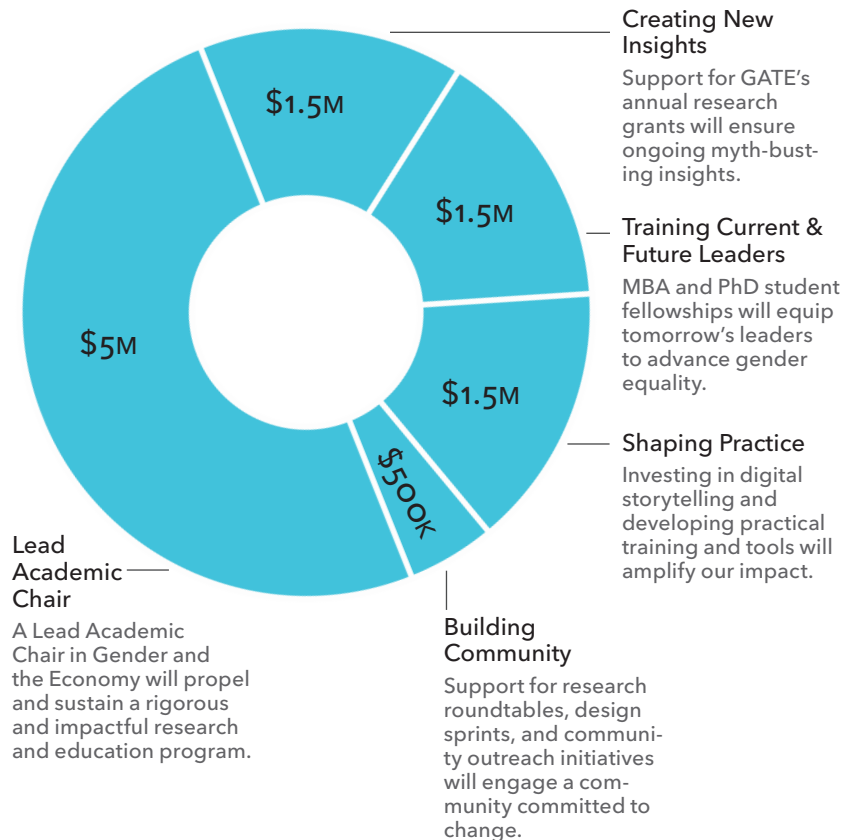 Creating New
Insights
Support for GATE’s
annual research
grants will ensure
ongoing myth-bust-
ing insights.
$1.5M
$1.5M
Training Current &
Future Leaders
MBA and PhD student
fellowships will equip
tomorrow’s leaders
to advance gender
equality.
$5M
$1.5M
Shaping Practice
Investing in digital
storytelling and
developing practical
training and tools will
amplify our impact.
$500K
Lead
Academic
Chair
A Lead Academic
Chair in Gender and
the Economy will propel
and sustain a rigorous
and impactful research
and education program.
Building
Community
Support for research
roundtables, design
sprints, and communi-
ty outreach initiatives
will engage a com-
munity committed to
change.